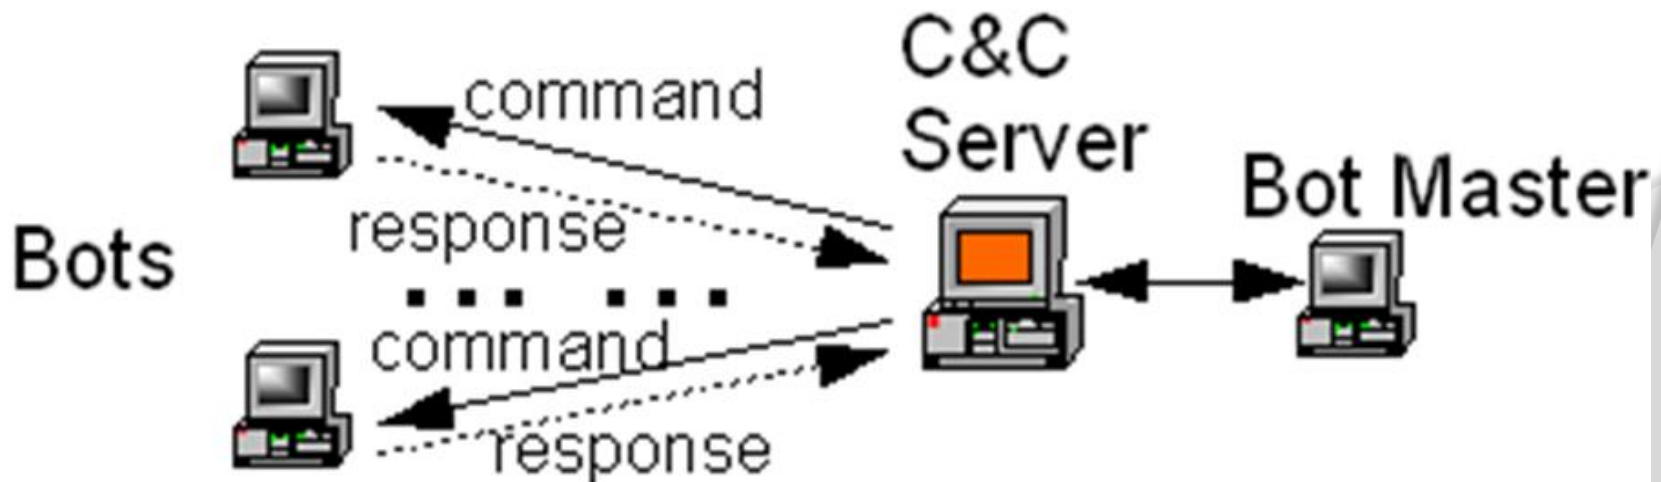 C&C
Server
command
Bot Master
response
Bots
command
response